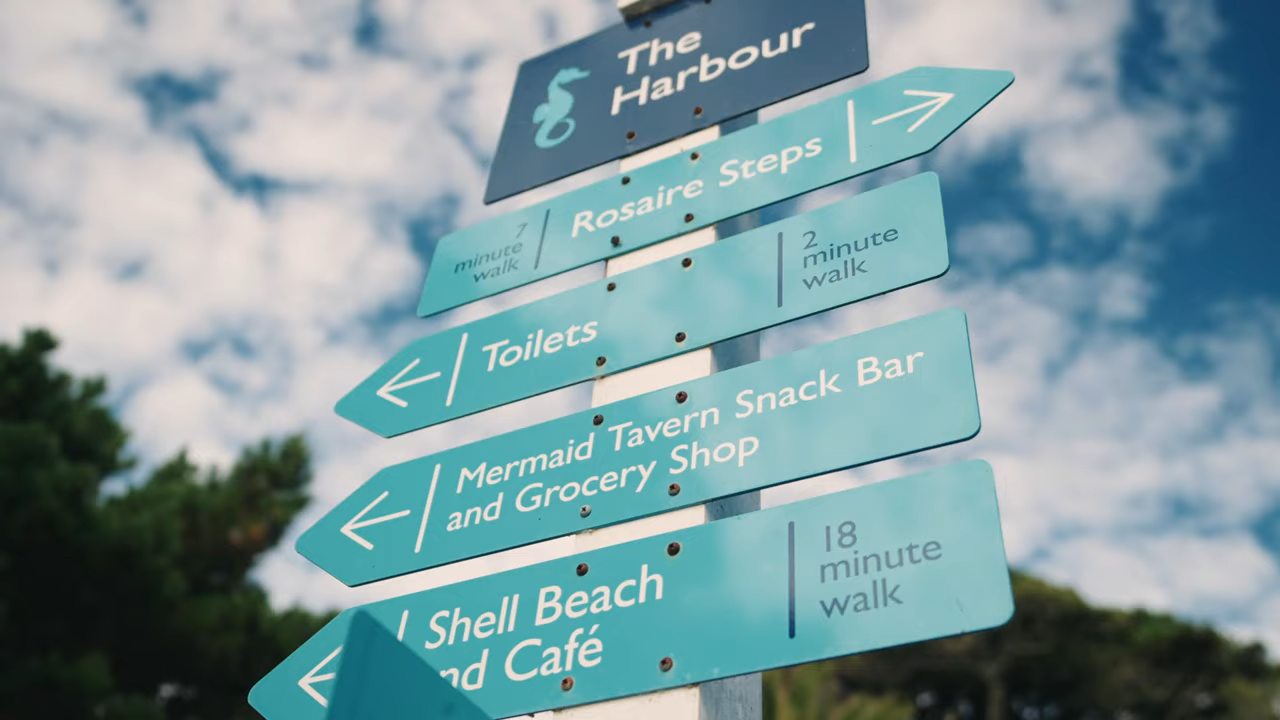 The
Harbour
7
minute
walk
Rosaire Steps
Toilets
2
minute
walk
Mermaid Tavern Snack Bar
and Grocery Shop
Shell Beach
nd Café
18
minute
walk